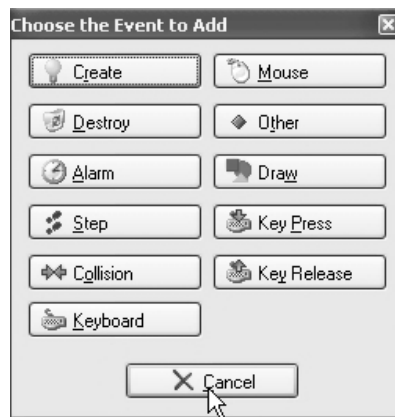 Choose the Event to Add
Create
Mouse
Destroy
Other
Alarm
Draw
Step
Key Press
Collision
Key Release
Keyboard
Cancel